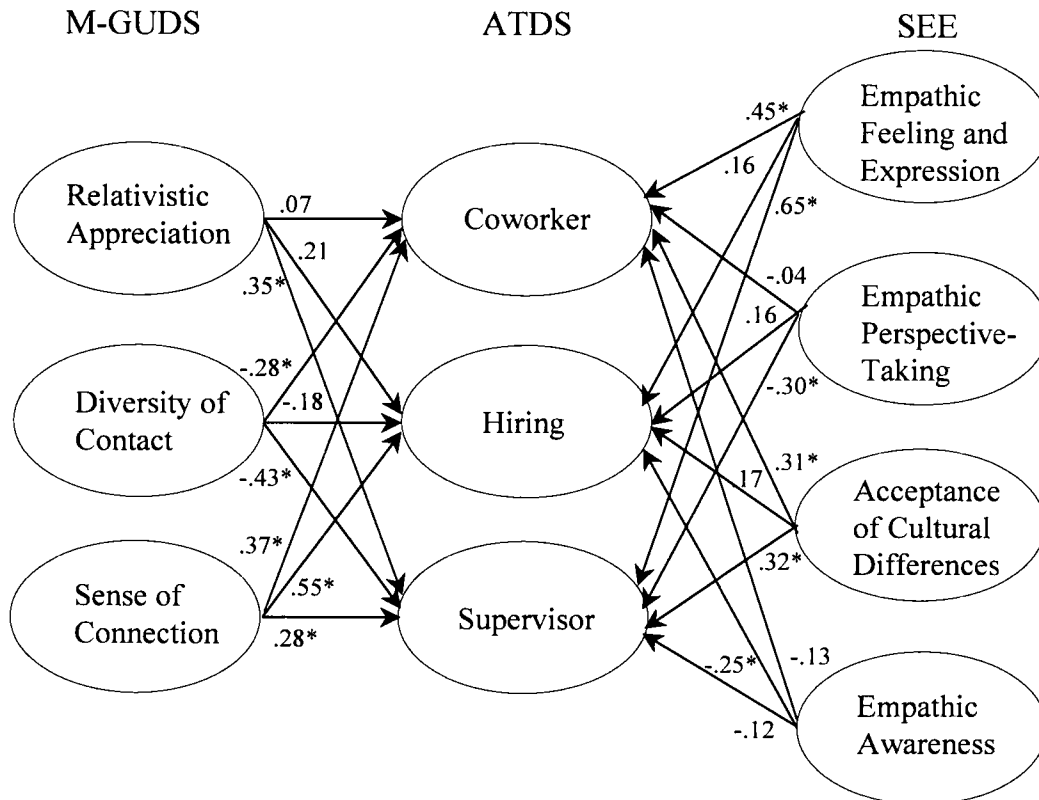 M-GUDS
ATDS
SEE
Relativistic
Appreciation
Diversity of
Contact
Sense of
Connection
.07
.21
.35*
-.28*
-.18
-.43*
.37*
.55*
.28*
Coworker
Hiring
Supervisor
.45*
.16
.65*
-.04
.16
-.30*
.31*
.17
.32*
-.13
-.25*
-.12
Empathic
Feeling and
Expression
Empathic
Perspective-
Taking
Acceptance
of Cultural
Differences
Empathic
Awareness